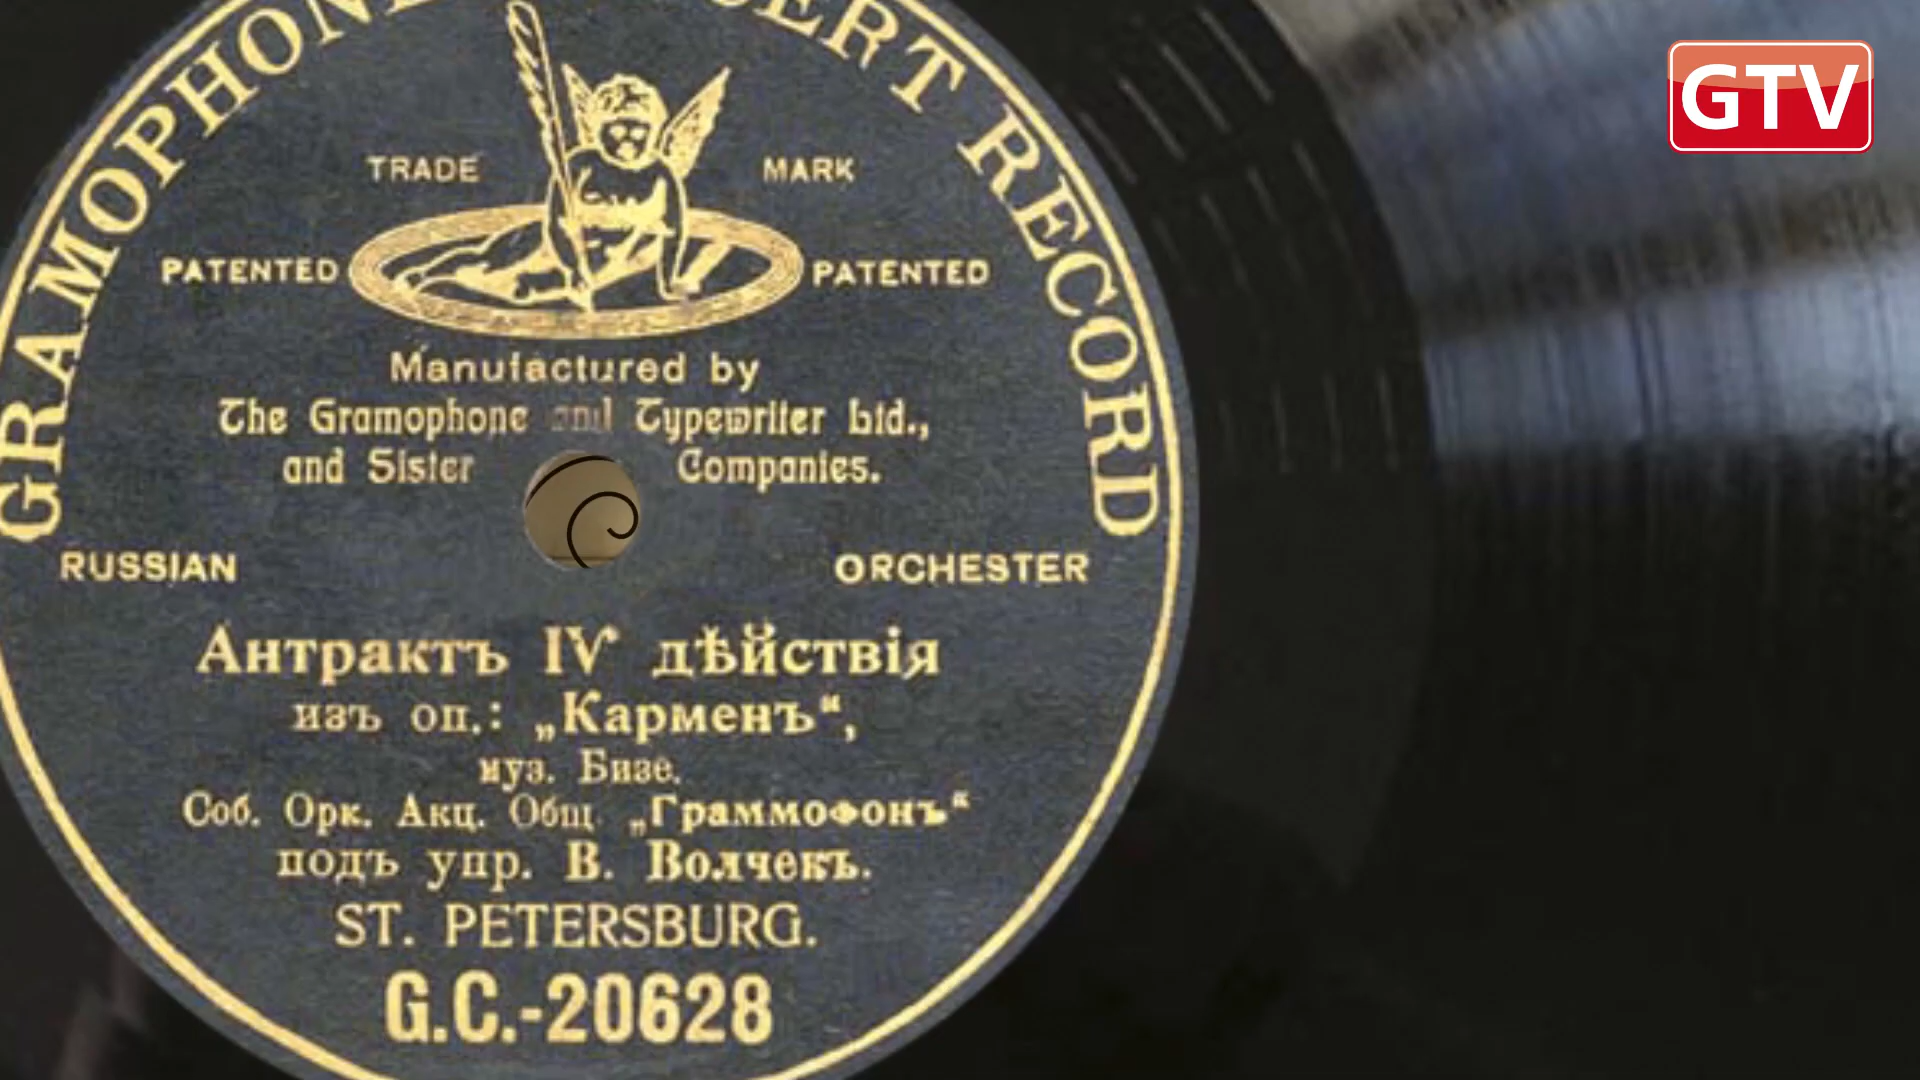 GRAMOPHONE CONCERT RECORD
GTV
TRADE MARK
PATENTED PATENTED
Manufactured by
The Gramophone and Typewriter Ltd.,
and Sister Companies.
RUSSIAN ORCHESTER
Антрактъ IV дѣйствія
изъ оп.: „Карменъ“,
муз. Бизе.
Соб. Орк. Акц. Общ „Граммофонъ“
подъ упр. В. Волчекъ.
ST. PETERSBURG.
G.C.-20628